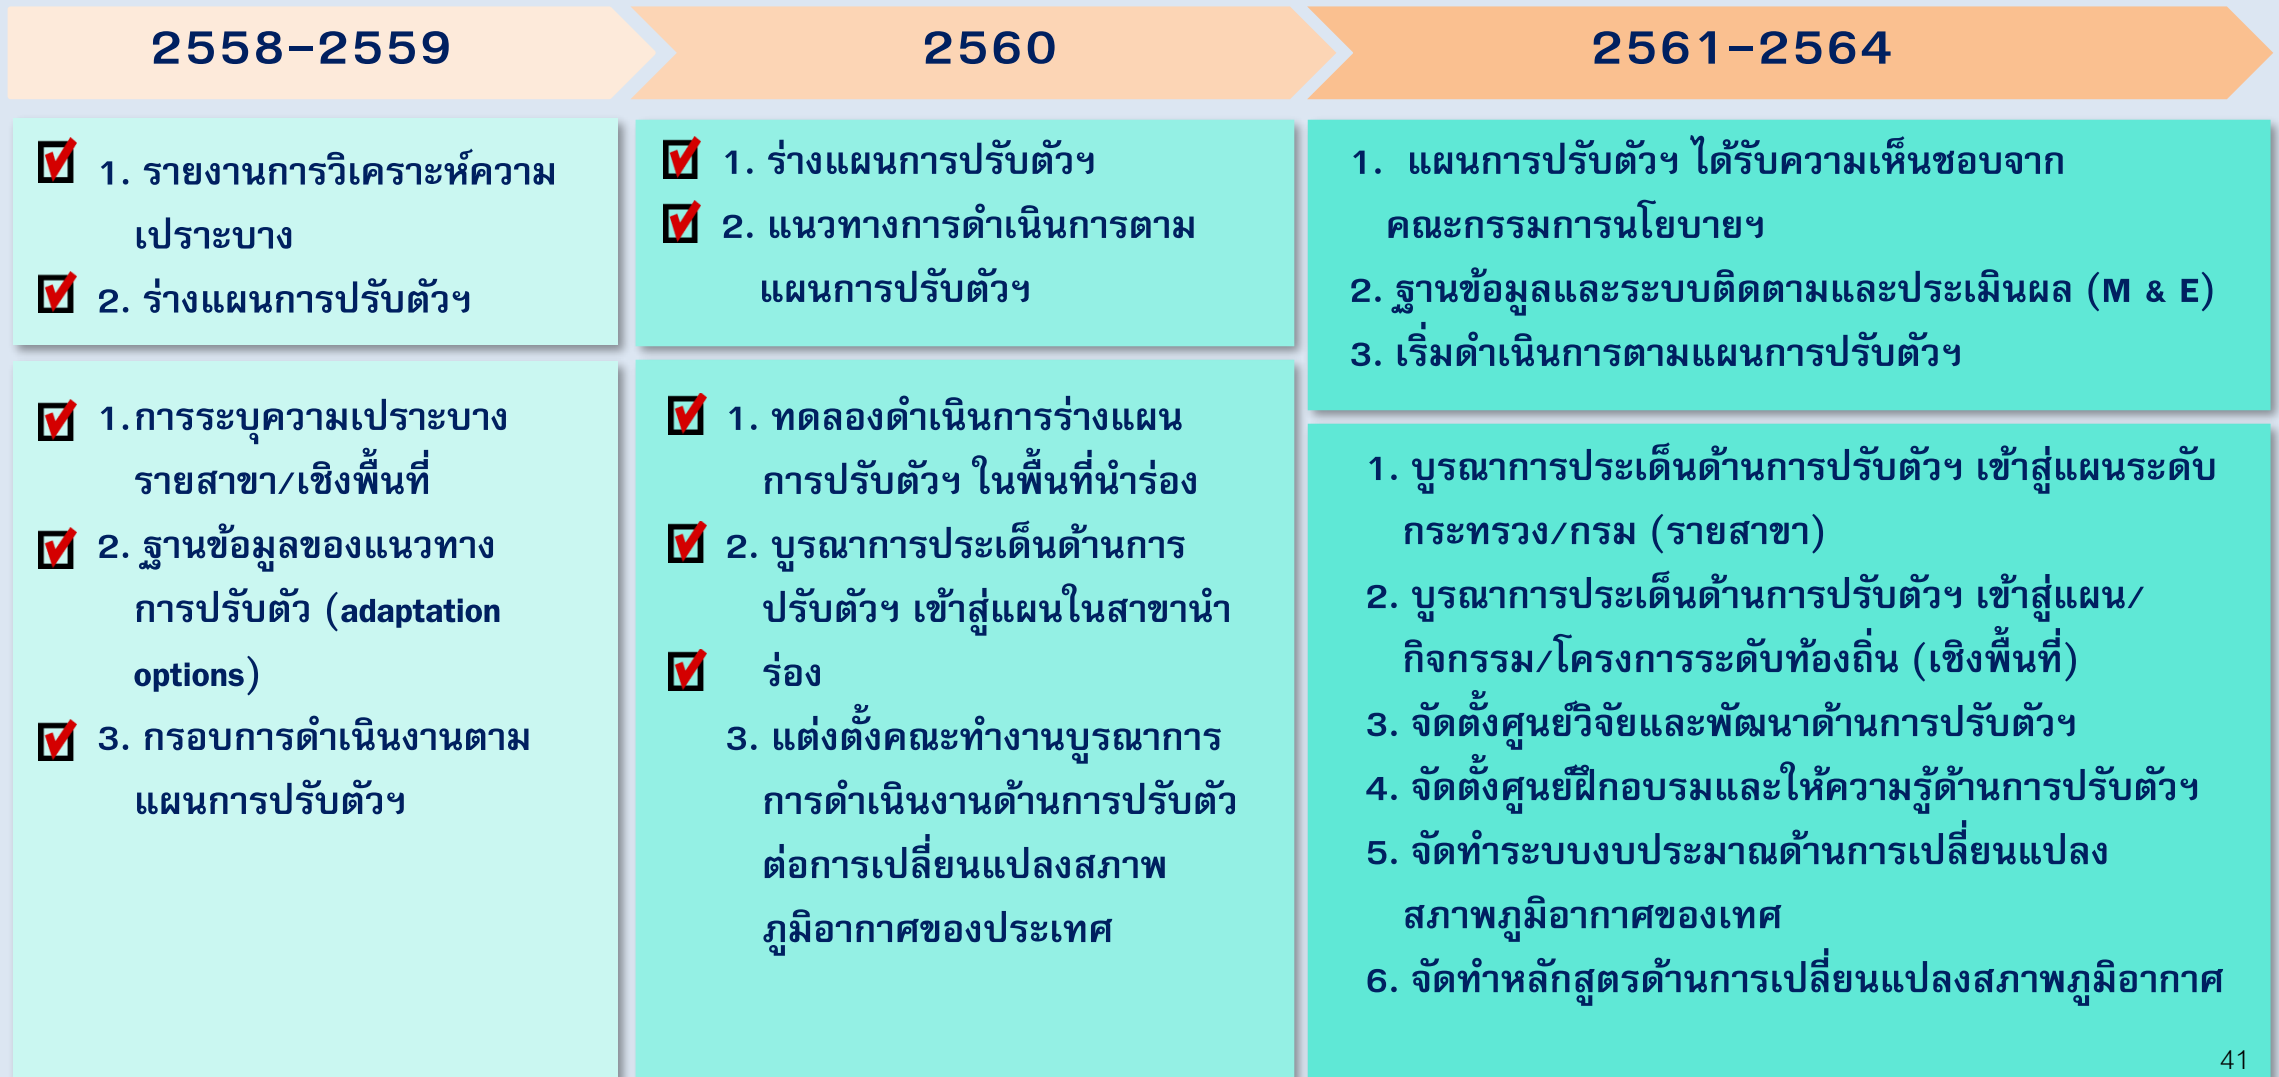 2558-2559
1. รายงานการวิเคราะห์ความ
เปราะบาง
2. ร่างแผนการปรับตัวฯ
1.การระบุความเปราะบาง
รายสาขา/เชิงพื้นที่
2. ฐานข้อมูลของแนวทาง
การปรับตัว (adaptation
options)
3. กรอบการดำเนินงานตาม
แผนการปรับตัวฯ
2560
1. ร่างแผนการปรับตัวฯ
2. แนวทางการดำเนินการตาม
แผนการปรับตัวฯ
1. ทดลองดำเนินการร่างแผน
การปรับตัวฯ ในพื้นที่นำร่อง
2. บูรณาการประเด็นด้านการ
ปรับตัวฯ เข้าสู่แผนในสาขานำ
ร่อง
3. แต่งตั้งคณะทำงานบูรณาการ
การดำเนินงานด้านการปรับตัว
ต่อการเปลี่ยนแปลงสภาพ
ภูมิอากาศของประเทศ
2561-2564
1. แผนการปรับตัวฯ ได้รับความเห็นชอบจาก
คณะกรรมการนโยบายฯ
2. ฐานข้อมูลและระบบติดตามและประเมินผล (M & E)
3. เริ่มดำเนินการตามแผนการปรับตัวฯ
1. บูรณาการประเด็นด้านการปรับตัวฯ เข้าสู่แผนระดับ
กระทรวง/กรม (รายสาขา)
2. บูรณาการประเด็นด้านการปรับตัวฯ เข้าสู่แผน/
กิจกรรม/โครงการระดับท้องถิ่น (เชิงพื้นที่)
3. จัดตั้งศูนย์วิจัยและพัฒนาด้านการปรับตัวฯ
4. จัดตั้งศูนย์ฝึกอบรมและให้ความรู้ด้านการปรับตัวฯ
5. จัดทำระบบงบประมาณด้านการเปลี่ยนแปลง
สภาพภูมิอากาศของเทศ
6. จัดทำหลักสูตรด้านการเปลี่ยนแปลงสภาพภูมิอากาศ
41